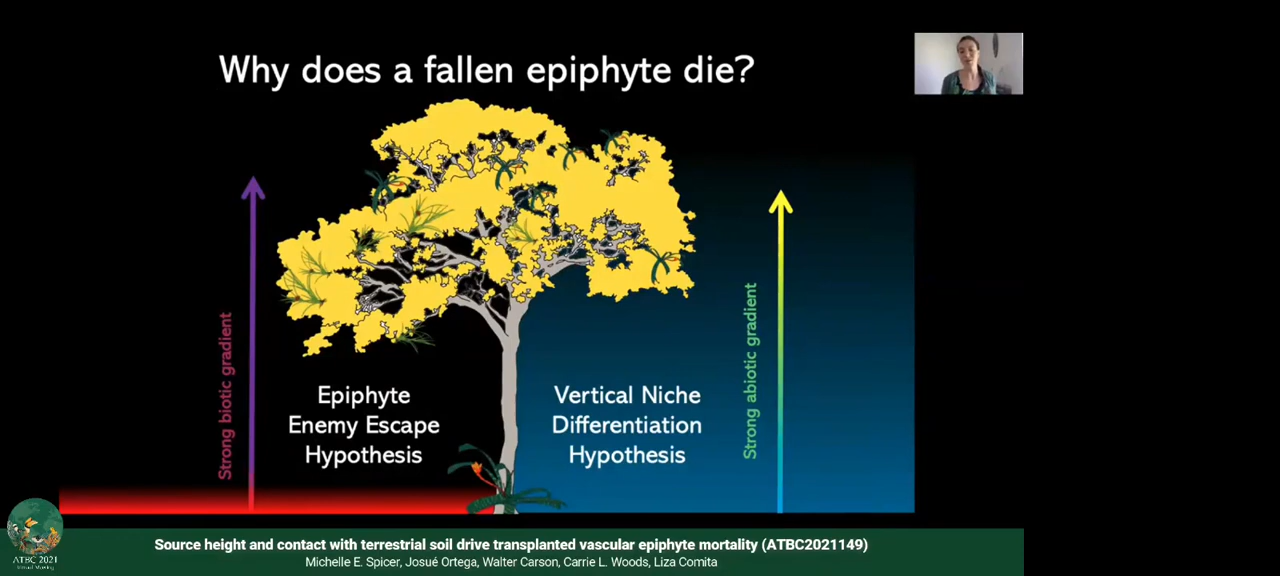 Why does a fallen epiphyte die?
Strong biotic gradient
Epiphyte
Enemy Escape
Hypothesis
Vertical Niche
Differentiation
Hypothesis
Strong abiotic gradient
ATBC 2021
Source height and contact with terrestrial soil drive transplanted vascular epiphyte mortality (ATBC2021149)
Michelle E. Spicer, Josué Ortega, Walter Carson, Carrie L. Woods, Liza Comita